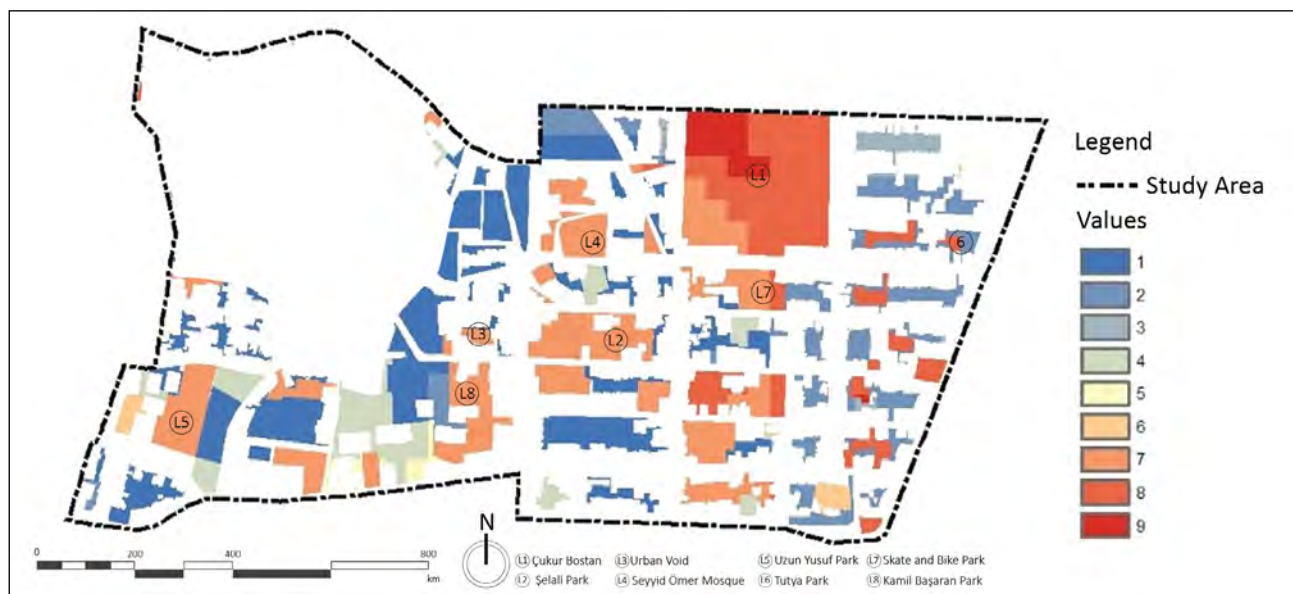 Legend
Study Area
Values
1
2
3
4
5
6
7
8
9
L1
L4
6
L7
L3
L2
L8
L5
N
0 200 400 800
km
L1 Çukur Bostan L3 Urban Void L5 Uzun Yusuf Park L7 Skate and Bike Park
L2 Şelali Park L4 Seyyid Ömer Mosque L6 Tutya Park L8 Kamil Başaran Park